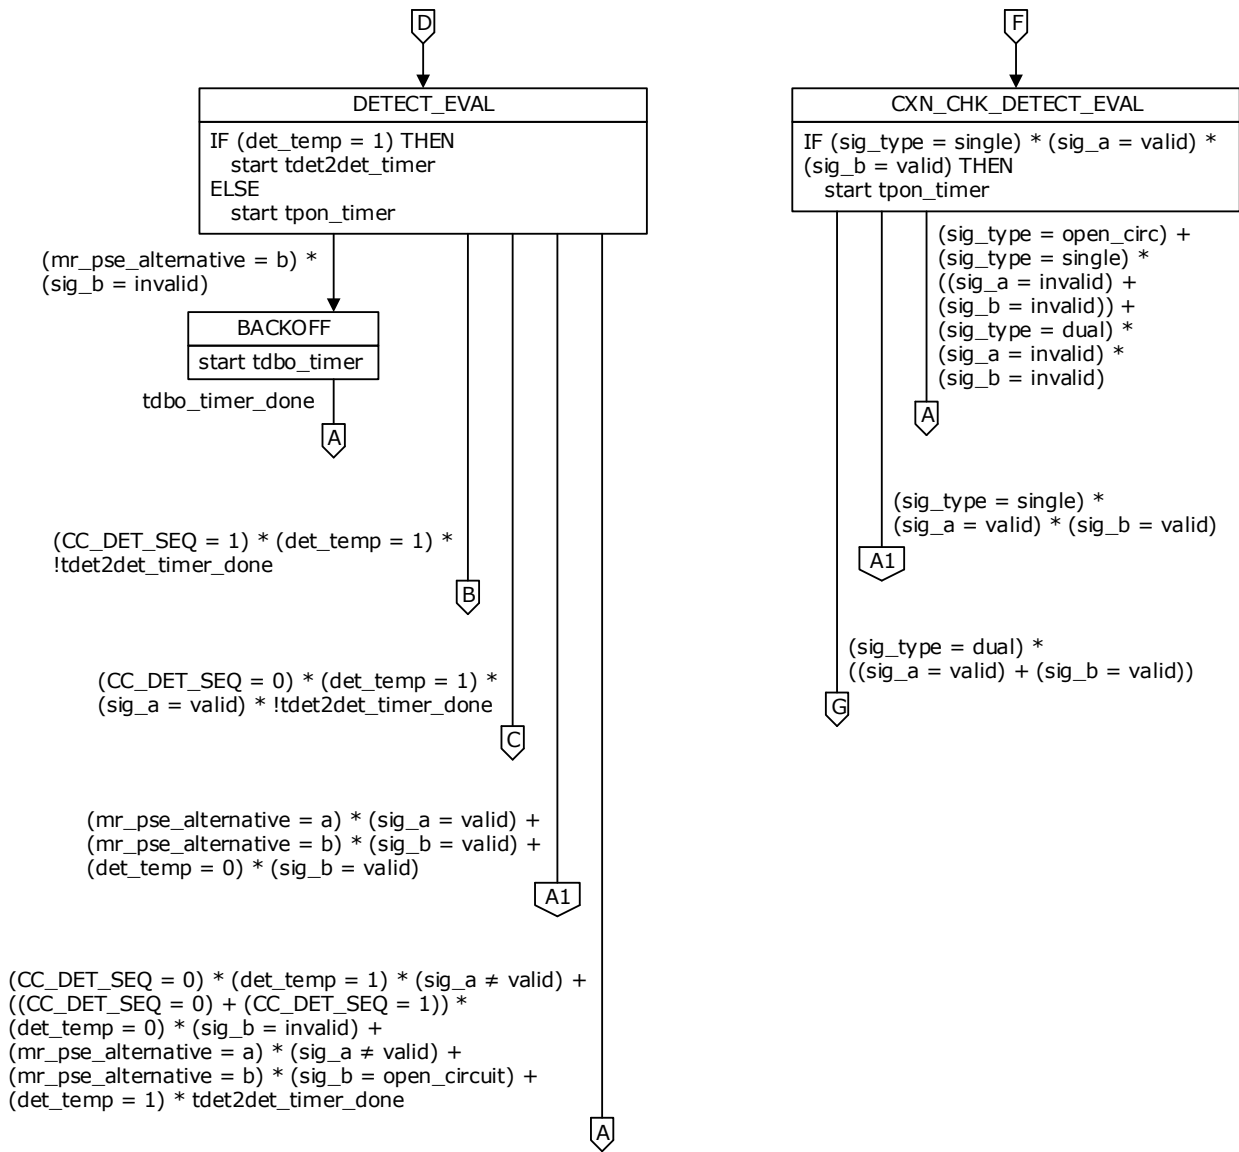 D
DETECT_EVAL
IF (det_temp = 1) THEN
start tdet2det_timer
ELSE
start tpon_timer
(mr_pse_alternative = b) *
(sig_b = invalid)
BACKOFF
start tdbo_timer
tdbo_timer_done
A
(CC_DET_SEQ = 1) * (det_temp = 1) *
!tdet2det_timer_done
B
(CC_DET_SEQ = 0) * (det_temp = 1) *
(sig_a = valid) * !tdet2det_timer_done
C
(mr_pse_alternative = a) * (sig_a = valid) +
(mr_pse_alternative = b) * (sig_b = valid) +
(det_temp = 0) * (sig_b = valid)
A1
(CC_DET_SEQ = 0) * (det_temp = 1) * (sig_a ≠ valid) +
((CC_DET_SEQ = 0) + (CC_DET_SEQ = 1)) *
(det_temp = 0) * (sig_b = invalid) +
(mr_pse_alternative = a) * (sig_a ≠ valid) +
(mr_pse_alternative = b) * (sig_b = open_circuit) +
(det_temp = 1) * tdet2det_timer_done
A
F
CXN_CHK_DETECT_EVAL
IF (sig_type = single) * (sig_a = valid) *
(sig_b = valid) THEN
start tpon_timer
(sig_type = open_circ) +
(sig_type = single) *
((sig_a = invalid) +
(sig_b = invalid)) +
(sig_type = dual) *
(sig_a = invalid) *
(sig_b = invalid)
A
(sig_type = single) *
(sig_a = valid) * (sig_b = valid)
A1
(sig_type = dual) *
((sig_a = valid) + (sig_b = valid))
G